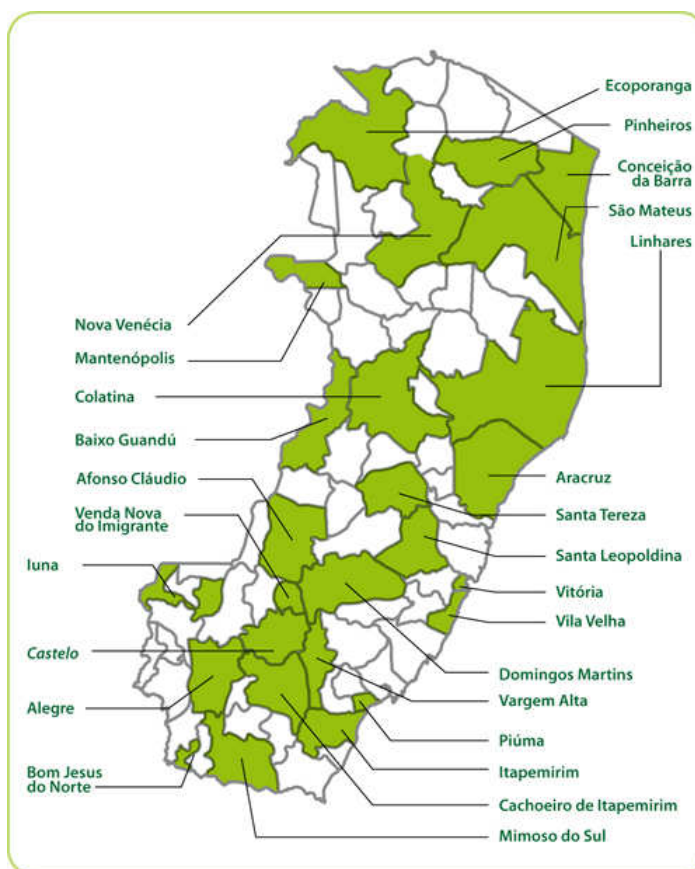 Ecoporanga
Pinheiros
Conceição
da Barra
São Mateus
Linhares
Nova Venécia
Mantenópolis
Colatina
Baixo Guandú
Afonso Cláudio
Venda Nova
do Imigrante
Iuna
Castelo
Alegre
Bom Jesus
do Norte
Aracruz
Santa Tereza
Santa Leopoldina
Vitória
Vila Velha
Domingos Martins
Vargem Alta
Piúma
Itapemirim
Cachoeiro de Itapemirim
Mimoso do Sul